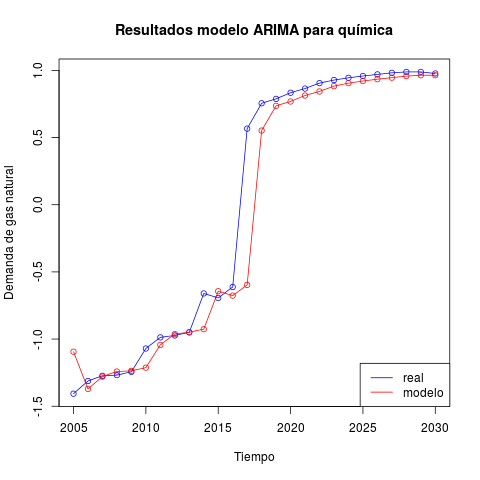 Resultados modelo ARIMA para química
Demanda de gas natural
1.0
0.5
0.0
-0.5
-1.0
-1.5
2005 2010 2015 2020 2025 2030
Tiempo
real
modelo